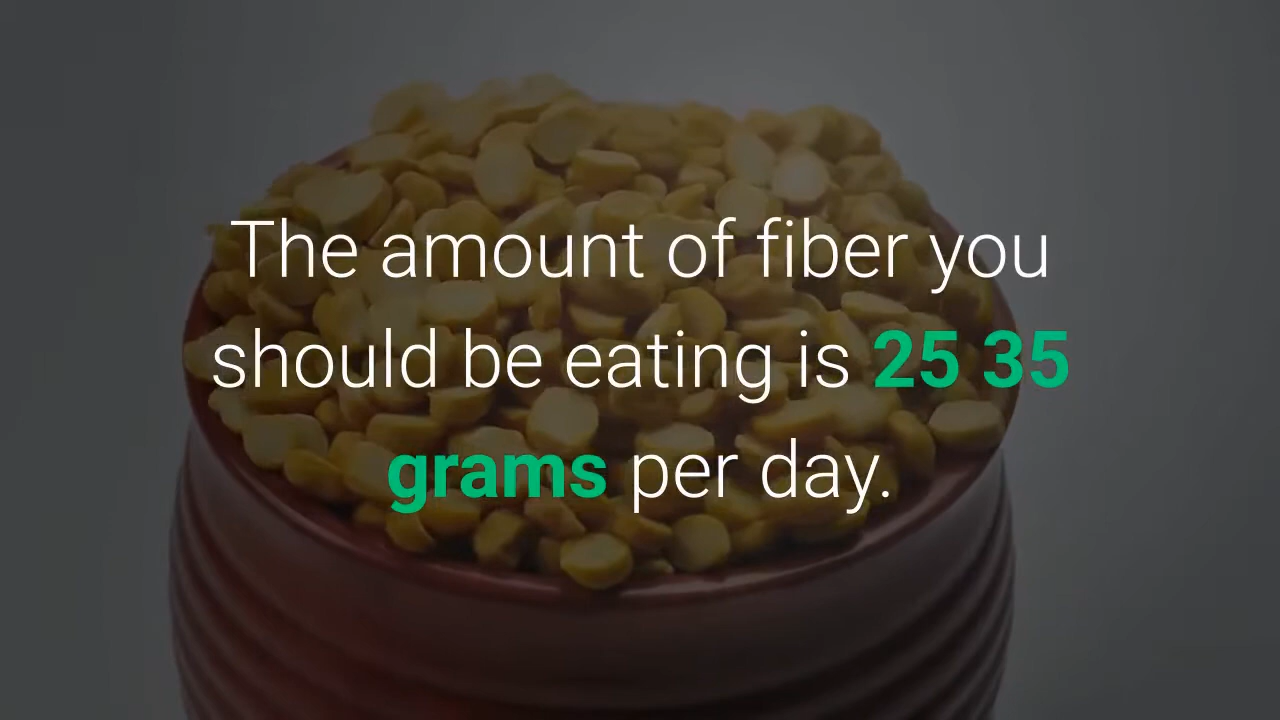 The amount of fiber you
should be eating is 25 35
grams per day.